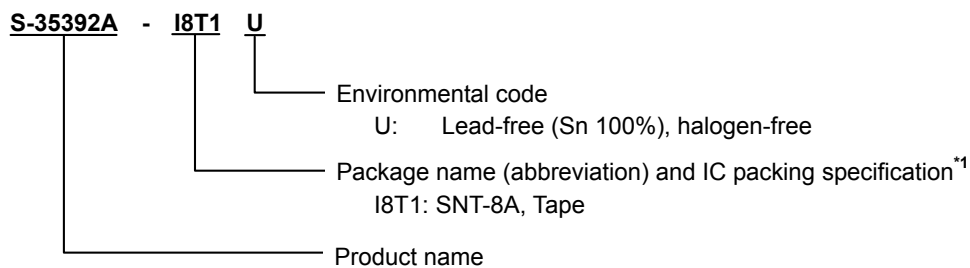 S-35392A - I8T1 U
Environmental code
U: Lead-free (Sn 100%), halogen-free
Package name (abbreviation) and IC packing specification*1
I8T1: SNT-8A, Tape
Product name